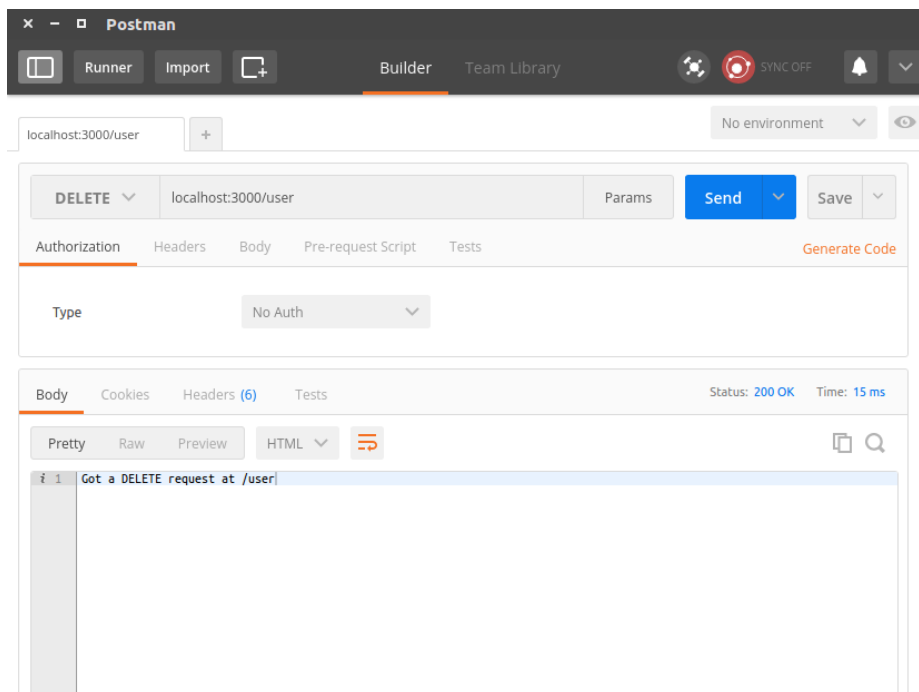 Postman
Runner Import Builder Team Library SYNC OFF
localhost:3000/user + No environment
DELETE localhost:3000/user Params Send Save
Authorization Headers Body Pre-request Script Tests Generate Code
Type No Auth
Body Cookies Headers (6) Tests Status: 200 OK Time: 15 ms
Pretty Raw Preview HTML
i 1 Got a DELETE request at /user